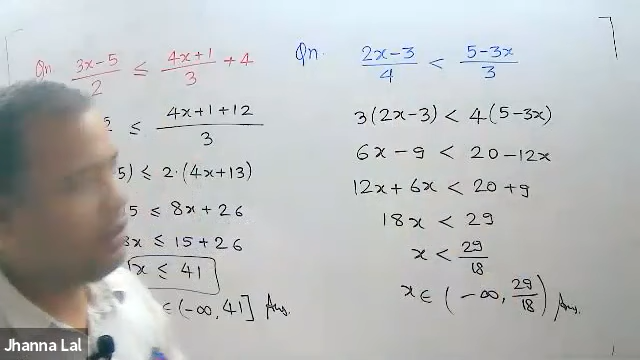 Qn. (3x-5)/2 ≤ (4x+1)/3 + 4
≤ (4x+1+12)/3
5) ≤ 2·(4x+13)
5 ≤ 8x+26
8x ≤ 15+26
x ≤ 41
∈ (-∞, 41] Ans.
Qn. (2x-3)/4 < (5-3x)/3
3(2x-3) < 4(5-3x)
6x-9 < 20-12x
12x+6x < 20+9
18x < 29
x < 29/18
x ∈ (-∞, 29/18) Ans.
Jhanna Lal